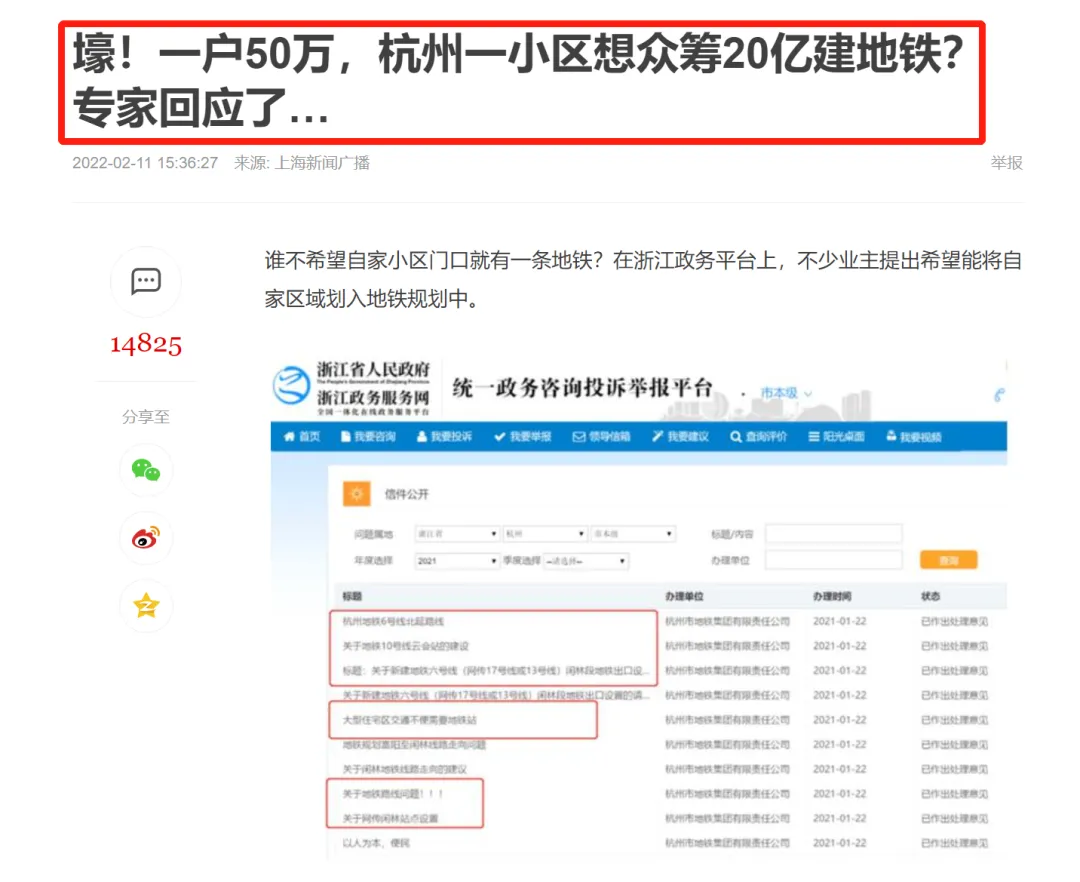 壕！一户50万，杭州一小区想众筹20亿建地铁？
专家回应了...
2022-02-11 15:36:27 来源: 上海新闻广播 举报
谁不希望自家小区门口就有一条地铁？在浙江政务平台上，不少业主提出希望能将自
家区域划入地铁规划中。
14825
分享至
浙江省人民政府
The People's Government of Zhejiang Province
浙江政务服务网
全国一体化在线政务服务平台
统一政务咨询投诉举报平台 · 市本级
首页 我要咨询 我要投诉 我要举报 领导信箱 我要建议 查询评价 阳光桌面 我要视频
信件公开
问题属地 浙江省 杭州 市本级 标题/内容
年度选择 2021 季度选择 --请选择-- 办理单位 查询
标题 办理单位 办理时间 状态
杭州地铁6号线北延路线 杭州市地铁集团有限责任公司 2021-01-22 已作出处理意见
关于地铁10号线云会站的建设 杭州市地铁集团有限责任公司 2021-01-22 已作出处理意见
标题：关于新建地铁六号线（网传17号线或13号线）闲林段地铁出口设... 杭州市地铁集团有限责任公司 2021-01-22 已作出处理意见
关于新建地铁六号线（网传17号线或13号线）闲林段地铁出口设置的请... 杭州市地铁集团有限责任公司 2021-01-22 已作出处理意见
大型住宅区交通不便需要地铁站 杭州市地铁集团有限责任公司 2021-01-22 已作出处理意见
地铁规划富阳至闲林线路走向问题 杭州市地铁集团有限责任公司 2021-01-22 已作出处理意见
关于闲林地铁线路走向的建议 杭州市地铁集团有限责任公司 2021-01-22 已作出处理意见
关于地铁路线问题！！！ 杭州市地铁集团有限责任公司 2021-01-22 已作出处理意见
关于网传闲林站点设置 杭州市地铁集团有限责任公司 2021-01-22 已作出处理意见
以人为本，便民 杭州市地铁集团有限责任公司 2021-01-22 已作出处理意见